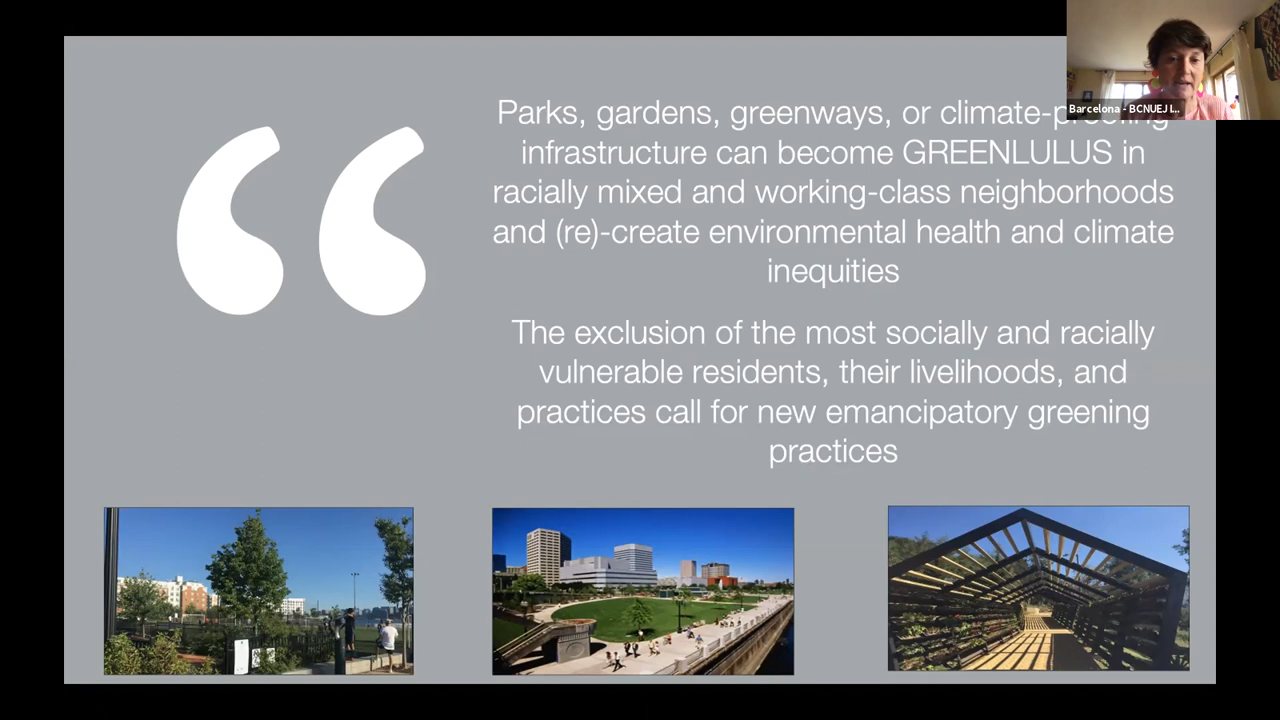 Parks, gardens, greenways, or climate-proofing
infrastructure can become GREENLULUS in
racially mixed and working-class neighborhoods
and (re)-create environmental health and climate
inequities
The exclusion of the most socially and racially
vulnerable residents, their livelihoods, and
practices call for new emancipatory greening
practices
Barcelona - BCNUEJ I...